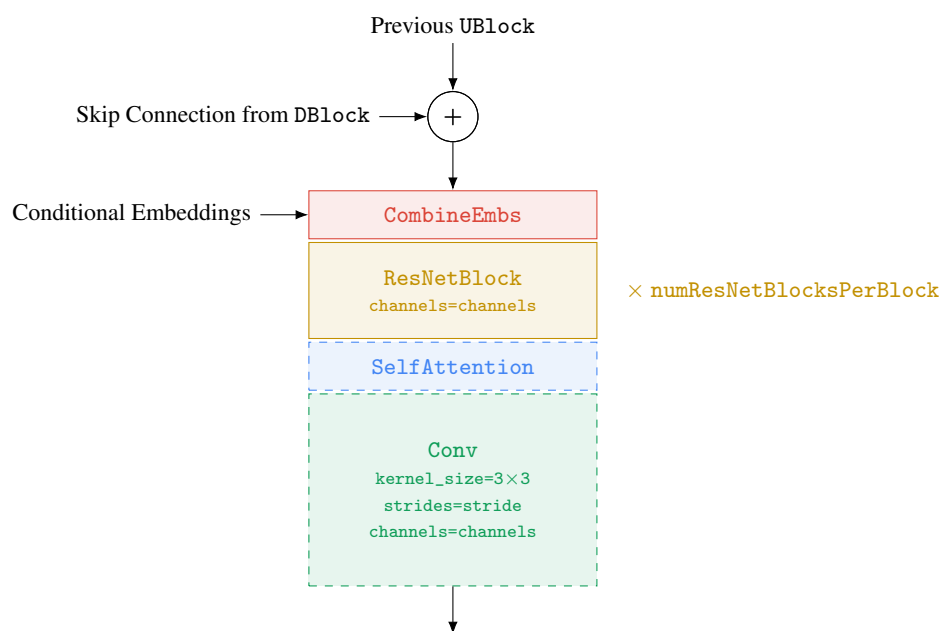 Previous UBlock
Skip Connection from DBlock
+
Conditional Embeddings
CombineEmbs
ResNetBlock
channels=channels
× numResNetBlocksPerBlock
SelfAttention
Conv
kernel_size=3×3
strides=stride
channels=channels